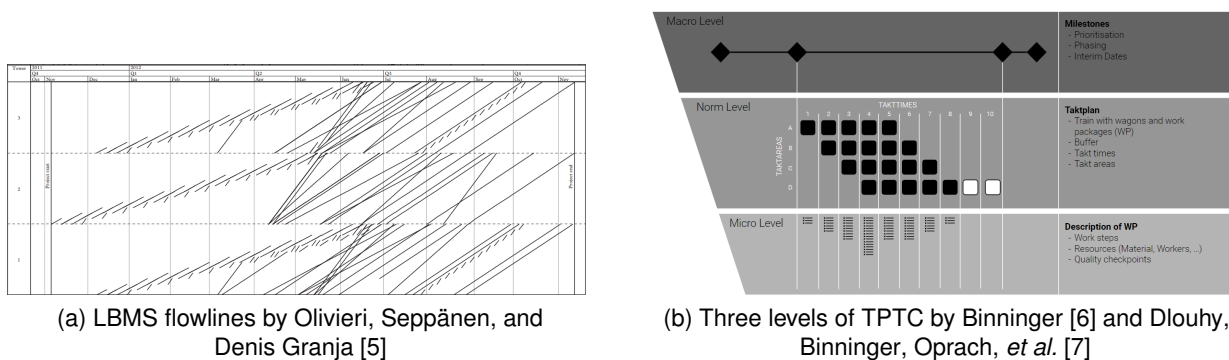 Tower
2011
2012
Q4
Q1
Q2
Q3
Q4
Oct
Nov
Dec
Jan
Feb
Mar
Apr
May
Jun
Jul
Aug
Sep
Oct
Nov
3
2
1
Project start
Project end
(a) LBMS flowlines by Olivieri, Seppänen, and
Denis Granja [5]
Macro Level
Milestones
- Prioritisation
- Phasing
- Interim Dates
Norm Level
TAKTTIMES
1 2 3 4 5 6 7 8 9 10
TAKTAREAS
A
B
C
D
Taktplan
- Train with wagons and work
packages (WP)
- Buffer
- Takt times
- Takt areas
Micro Level
Description of WP
- Work steps
- Resources (Material, Workers, ...)
- Quality checkpoints
(b) Three levels of TPTC by Binninger [6] and Dlouhy,
Binninger, Oprach, et al. [7]